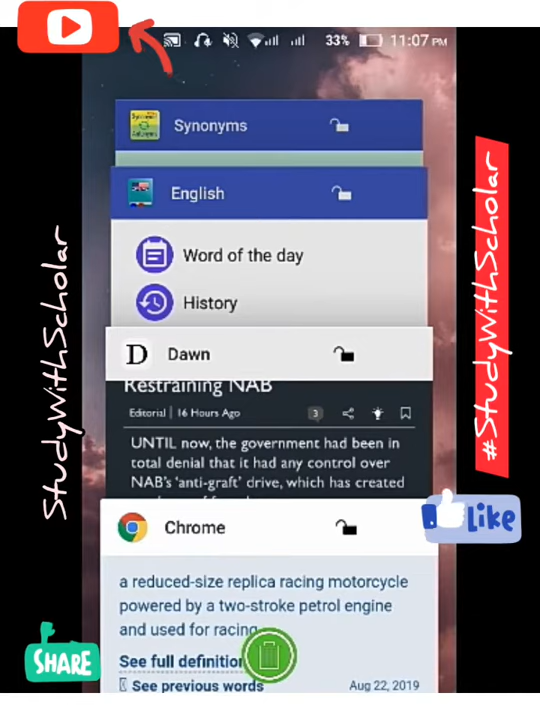 33% 11:07 PM
Synonyms
English
Word of the day
History
D Dawn
Restraining NAB
Editorial | 16 Hours Ago 3
UNTIL now, the government had been in
total denial that it had any control over
NAB's 'anti-graft' drive, which has created
Chrome
a reduced-size replica racing motorcycle
powered by a two-stroke petrol engine
and used for racing
See full definition
See previous words Aug 22, 2019
StudyWithScholar
#StudyWithScholar
Like
SHARE